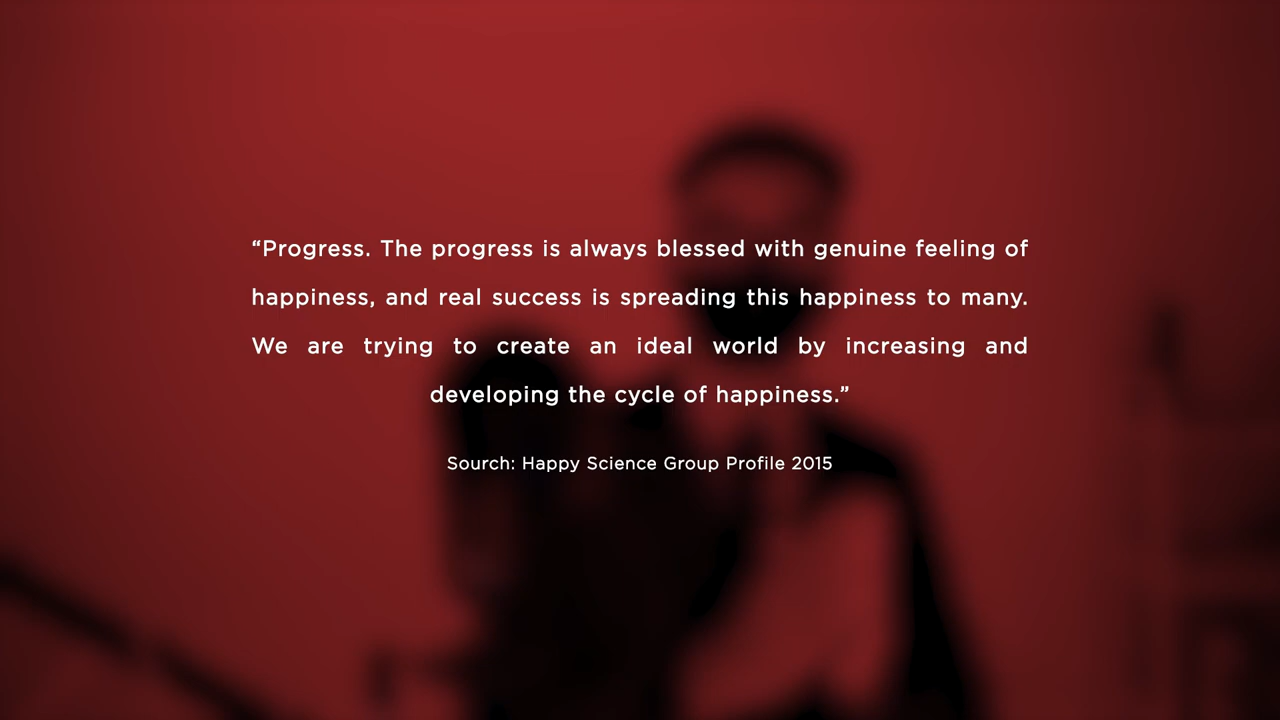 “Progress. The progress is always blessed with genuine feeling of
happiness, and real success is spreading this happiness to many.
We are trying to create an ideal world by increasing and
developing the cycle of happiness.”
Sourch: Happy Science Group Profile 2015